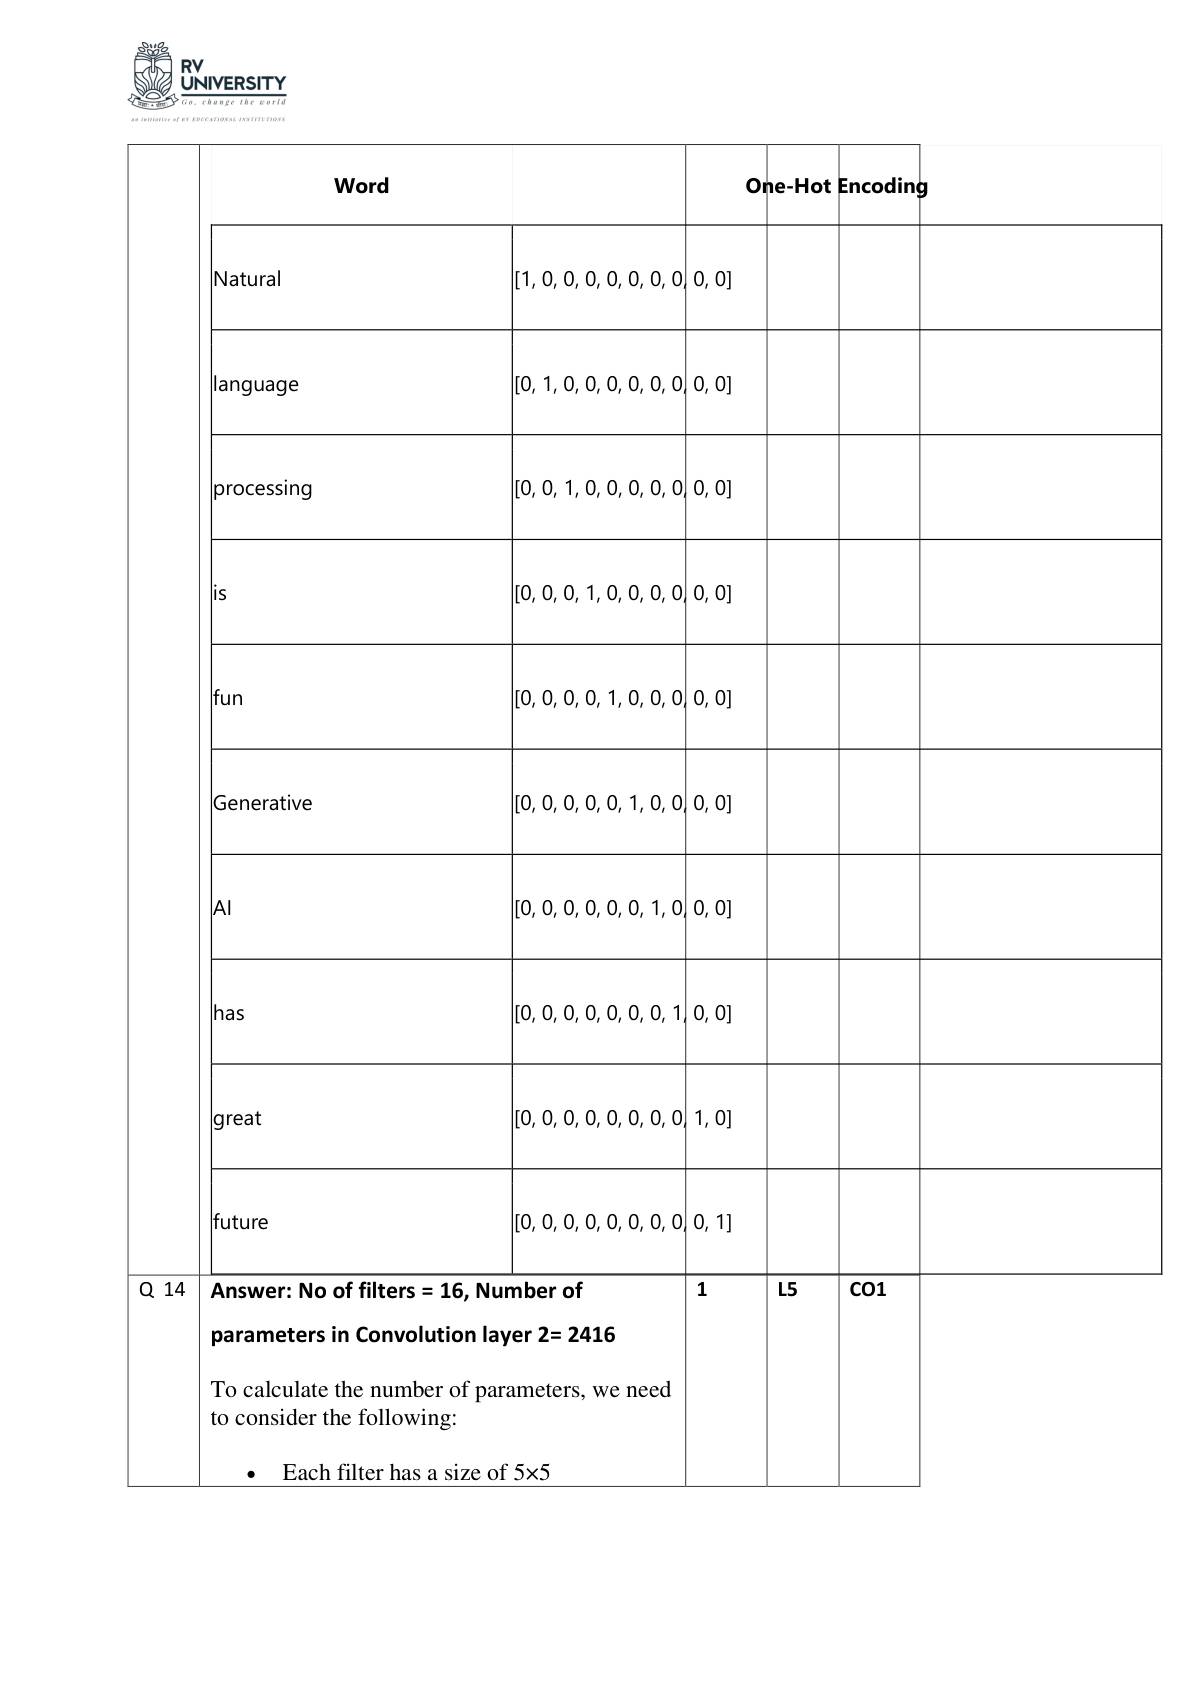 RV
UNIVERSITY
Go, change the world
an initiative of RV EDUCATIONAL INSTITUTIONS
Word One-Hot Encoding
Natural [1, 0, 0, 0, 0, 0, 0, 0, 0, 0]
language [0, 1, 0, 0, 0, 0, 0, 0, 0, 0]
processing [0, 0, 1, 0, 0, 0, 0, 0, 0, 0]
is [0, 0, 0, 1, 0, 0, 0, 0, 0, 0]
fun [0, 0, 0, 0, 1, 0, 0, 0, 0, 0]
Generative [0, 0, 0, 0, 0, 1, 0, 0, 0, 0]
AI [0, 0, 0, 0, 0, 0, 1, 0, 0, 0]
has [0, 0, 0, 0, 0, 0, 0, 1, 0, 0]
great [0, 0, 0, 0, 0, 0, 0, 0, 1, 0]
future [0, 0, 0, 0, 0, 0, 0, 0, 0, 1]
Q 14 Answer: No of filters = 16, Number of 1 L5 CO1
parameters in Convolution layer 2= 2416
To calculate the number of parameters, we need
to consider the following:
• Each filter has a size of 5×5